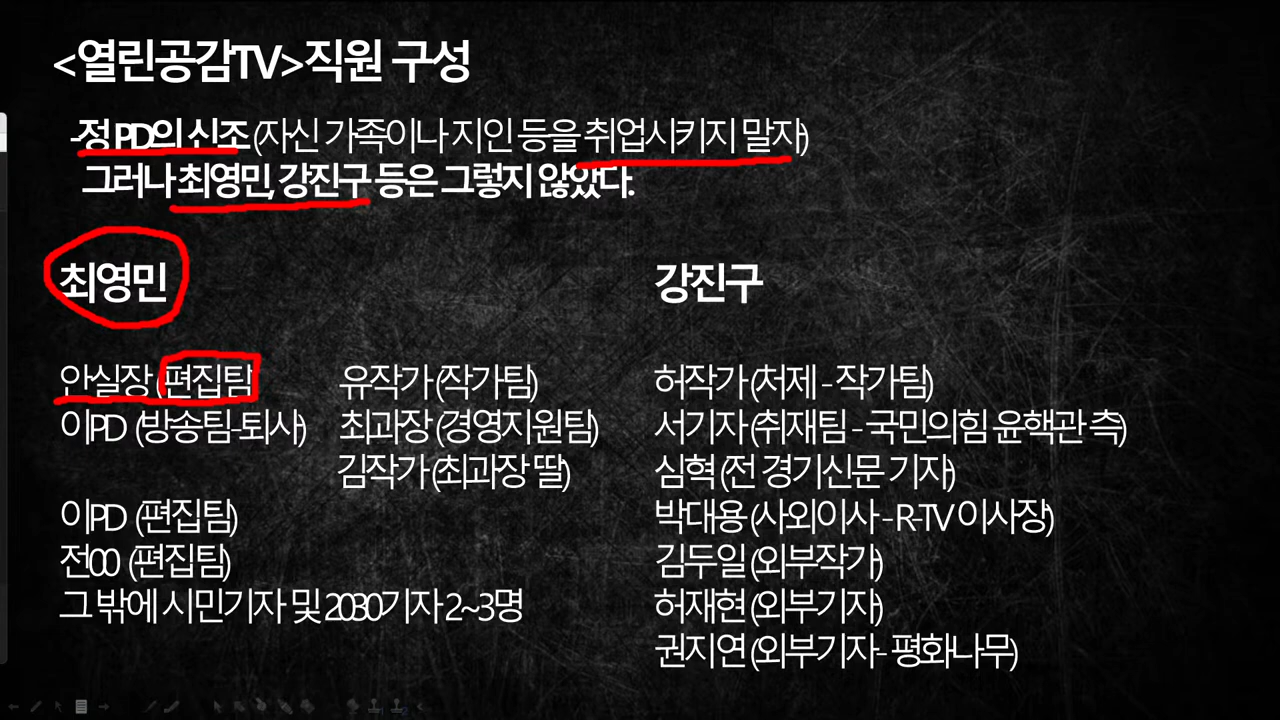 <열린공감TV>직원 구성
-정 PD의 신조 (자신 가족이나 지인 등을 취업시키지 말자)
그러나 최영민, 강진구 등은 그렇지 않았다.
최영민
강진구
안실장 (편집팀)
유작가 (작가팀)
허작가 (처제 - 작가팀)
이PD (방송팀-퇴사)
최과장 (경영지원팀)
서기자 (취재팀 - 국민의힘 윤핵관 측)
김작가 (최과장 딸)
심혁 (전 경기신문 기자)
이PD (편집팀)
박대용 (사외이사 - R-TV 이사장)
전00 (편집팀)
김두일 (외부작가)
그 밖에 시민기자 및 2030기자 2~3명
허재현 (외부기자)
권지연 (외부기자- 평화나무)